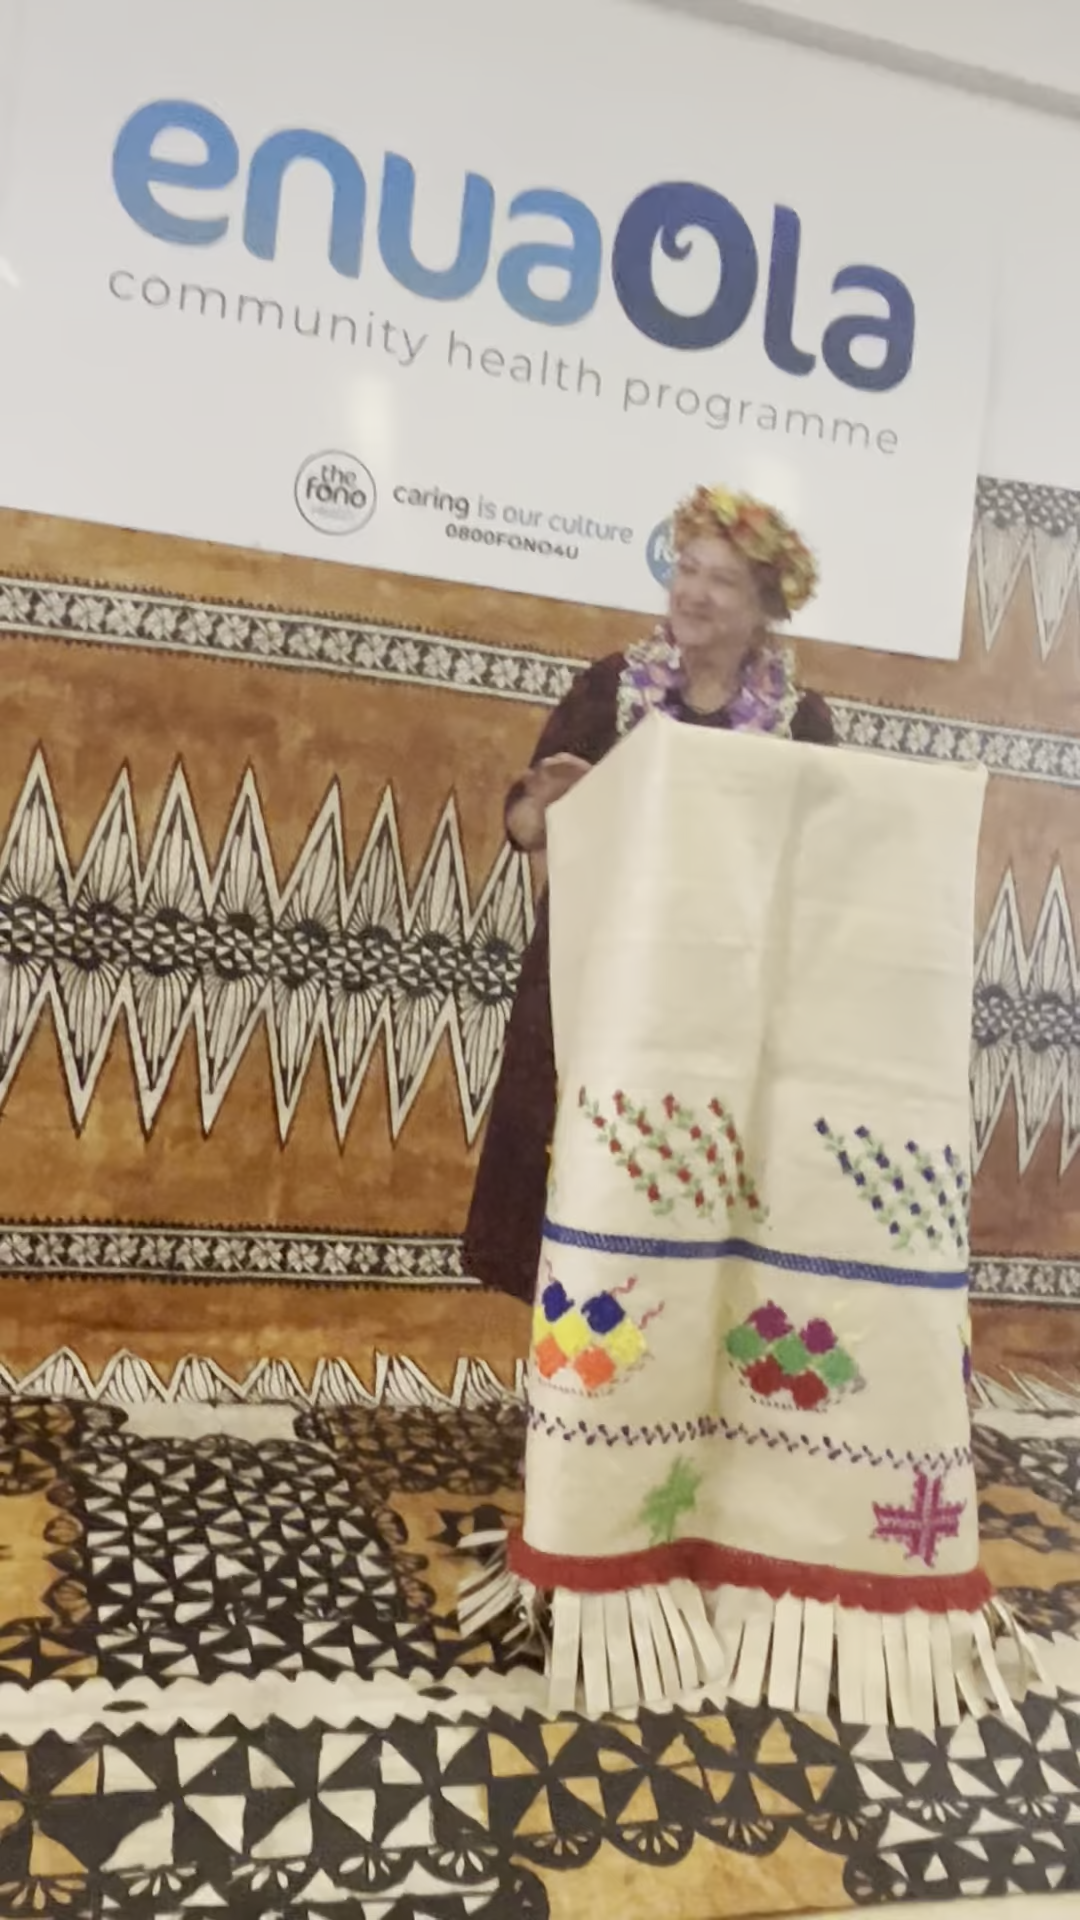 enuaOla
community health programme
the
fono
caring is our culture
0800FONO4U